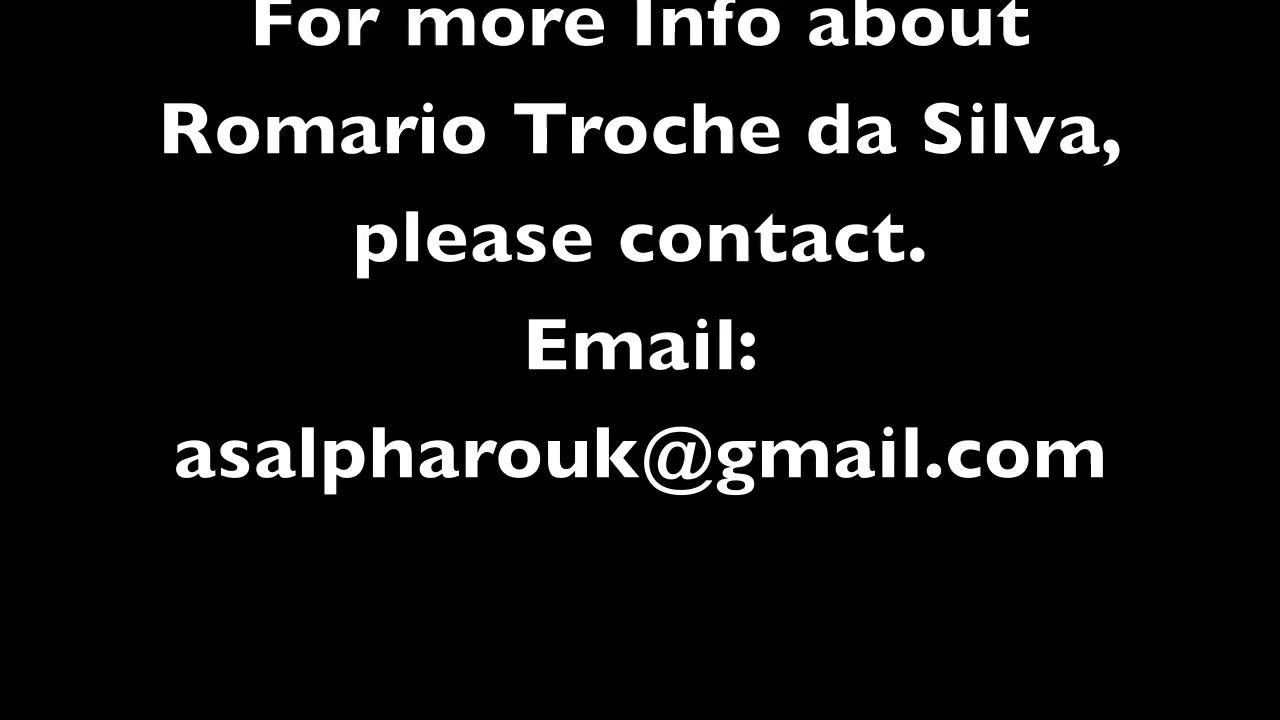 For more Info about
Romario Troche da Silva,
please contact.
Email:
asalpharouk@gmail.com